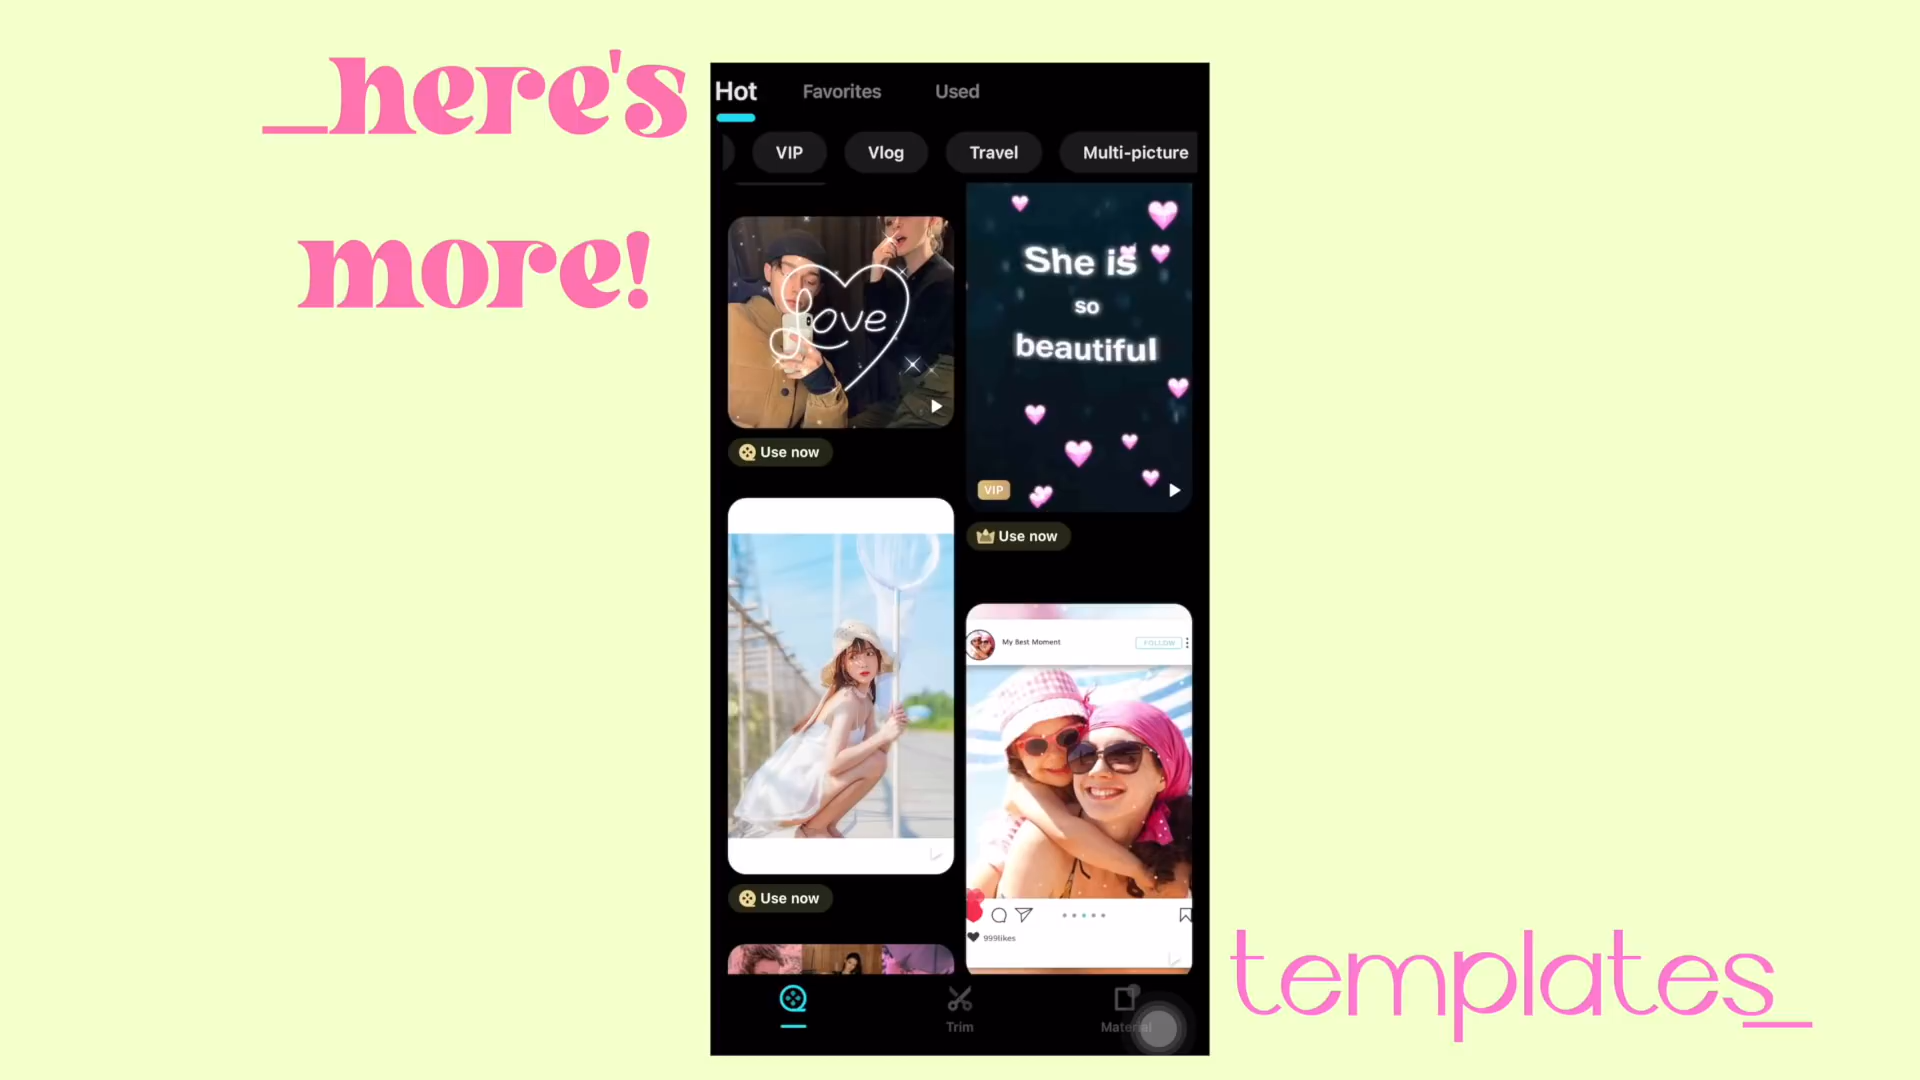 _here's
more!
Hot Favorites Used
VIP Vlog Travel Multi-picture
Love
Use now
She is
so
beautiful
VIP
Use now
My Best Moment FOLLOW
999likes
Use now
Trim
Material
templates_